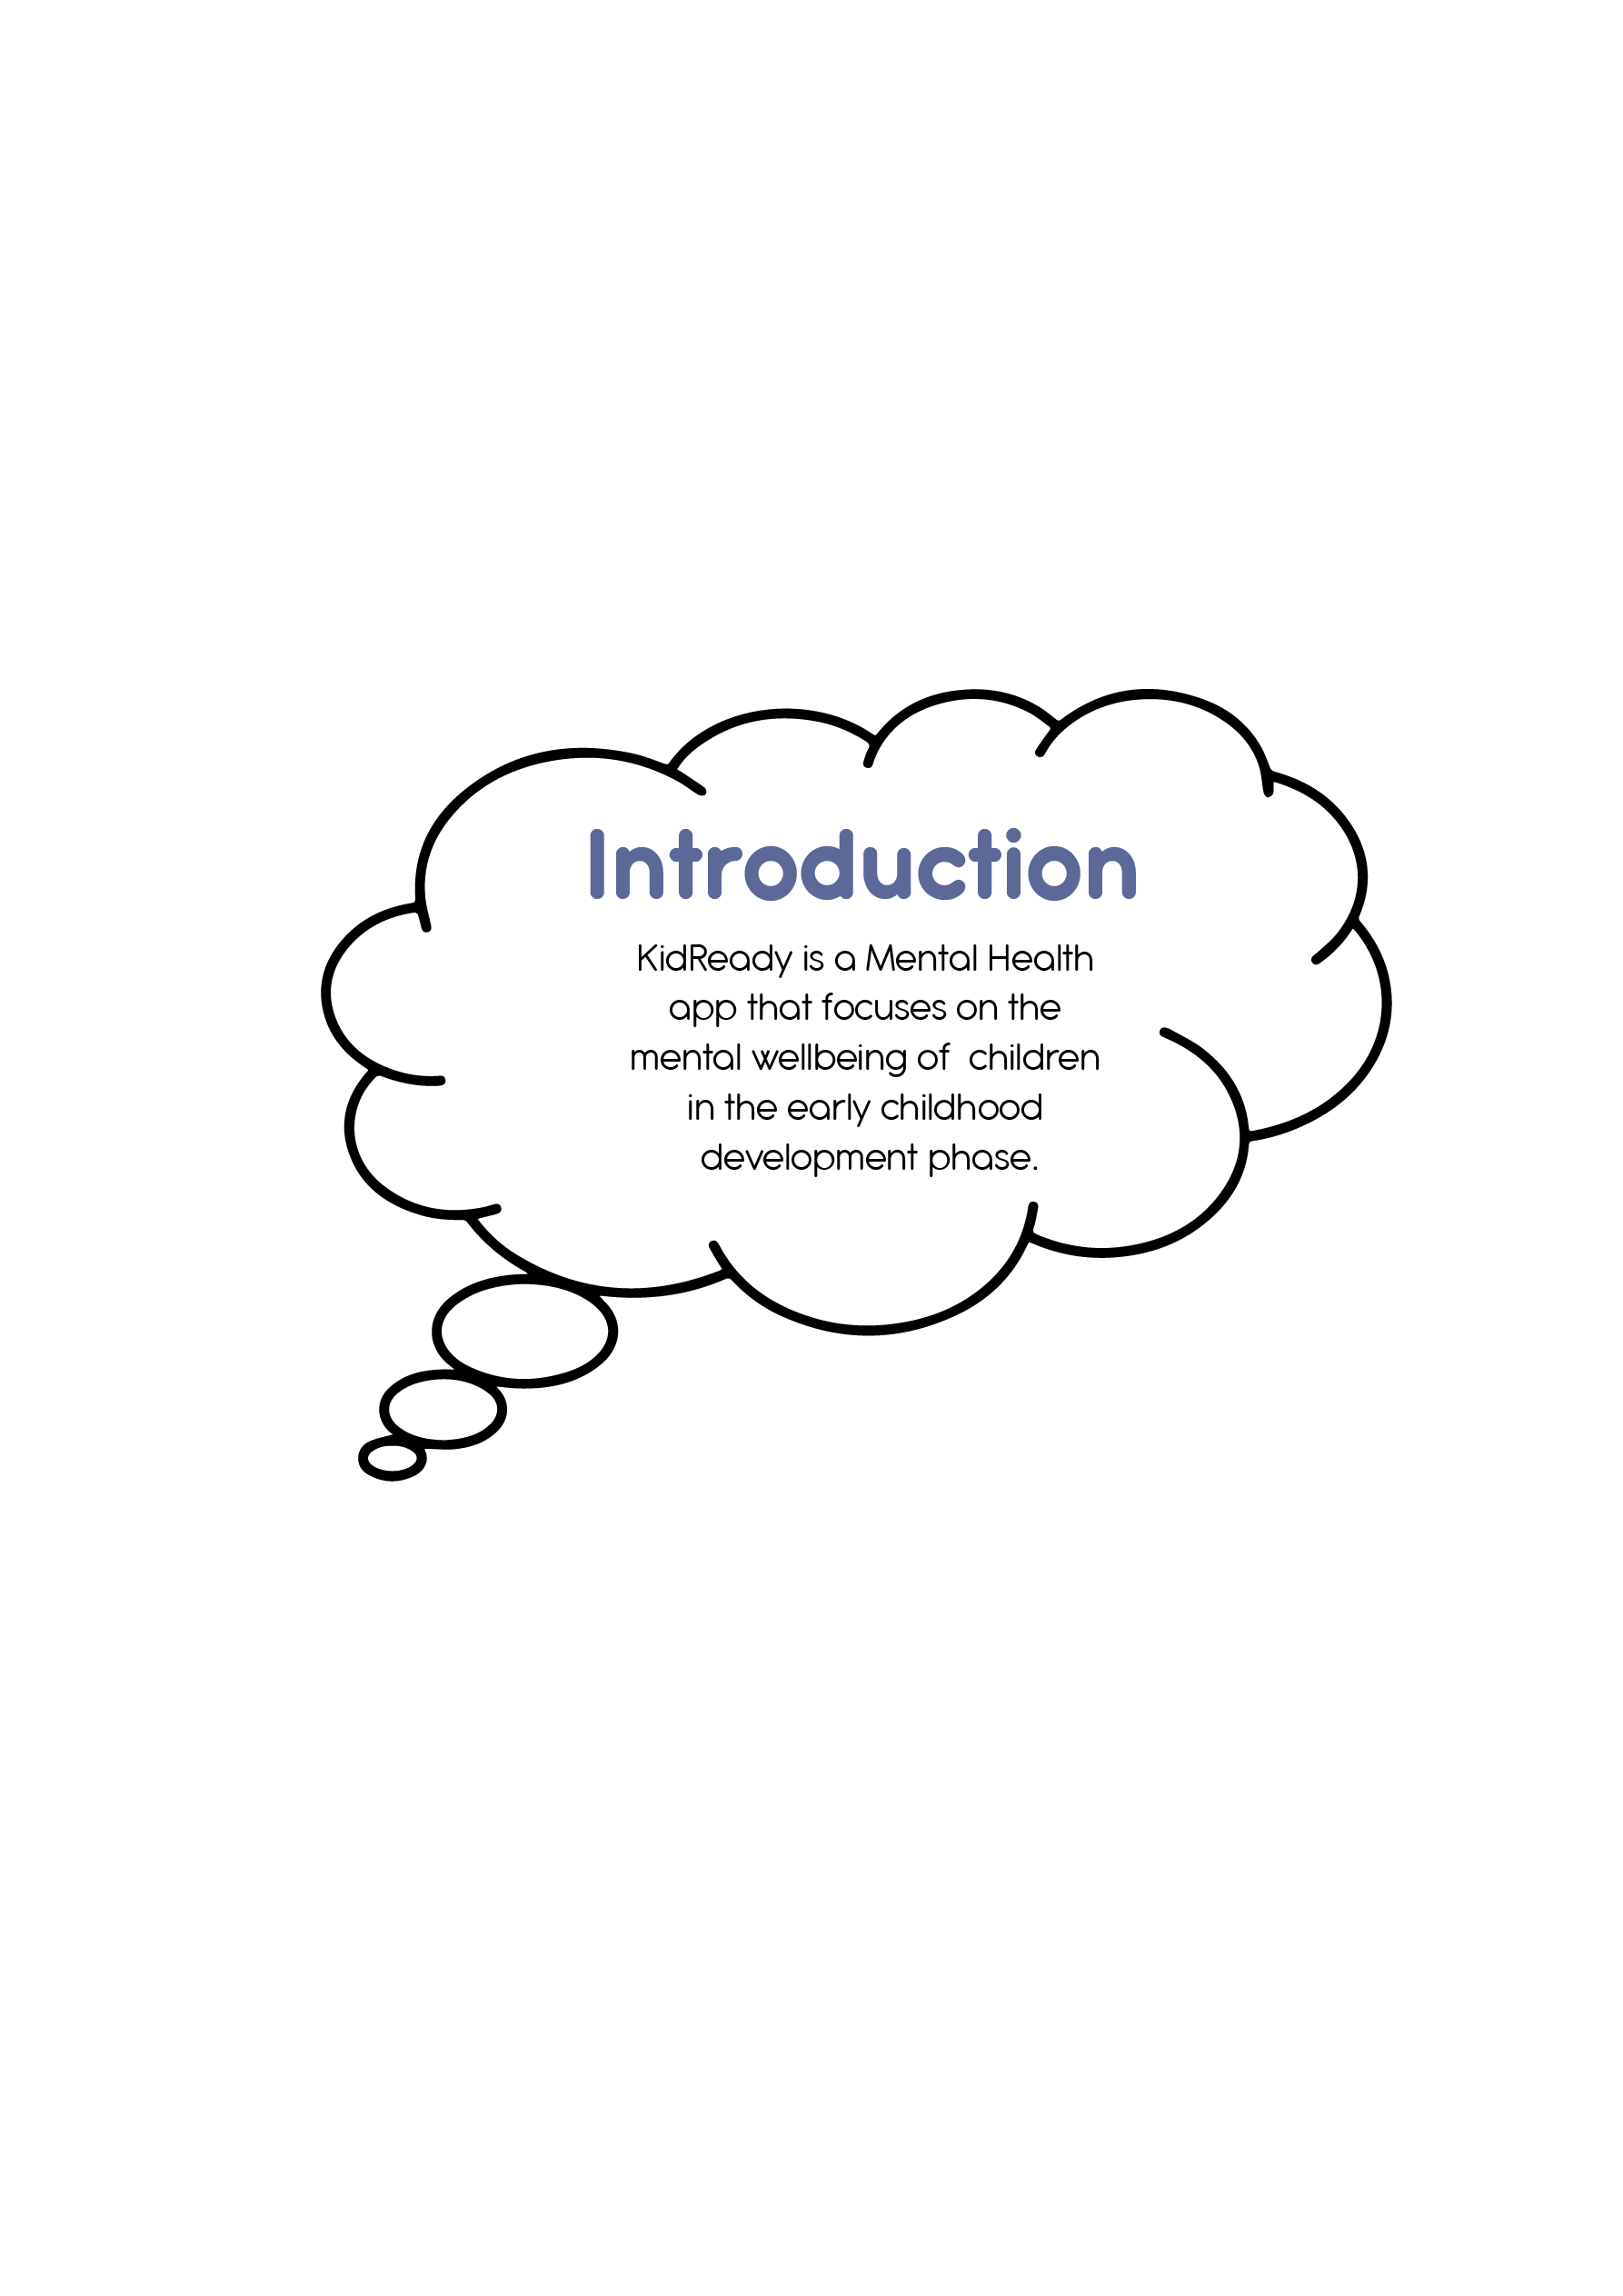 Introduction
KidReady is a Mental Health
app that focuses on the
mental wellbeing of  children
in the early childhood
development phase.